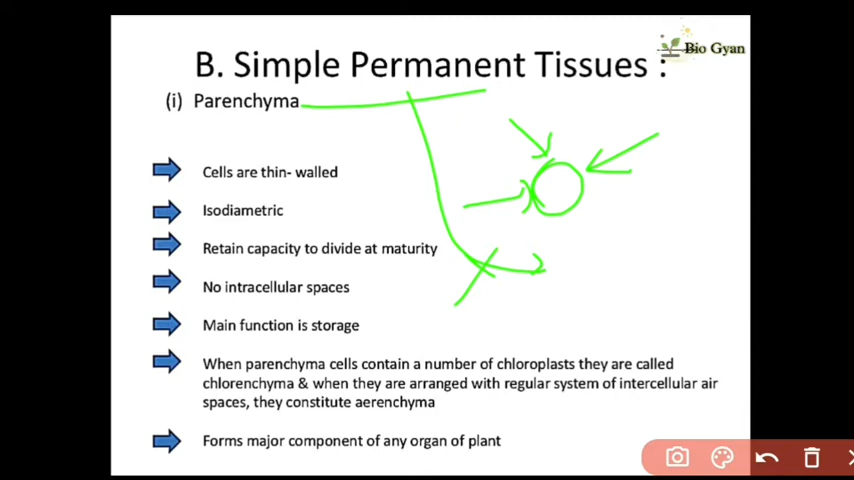 Bio Gyan
B. Simple Permanent Tissues :
(i) Parenchyma
Cells are thin- walled
Isodiametric
Retain capacity to divide at maturity
No intracellular spaces
Main function is storage
When parenchyma cells contain a number of chloroplasts they are called
chlorenchyma & when they are arranged with regular system of intercellular air
spaces, they constitute aerenchyma
Forms major component of any organ of plant